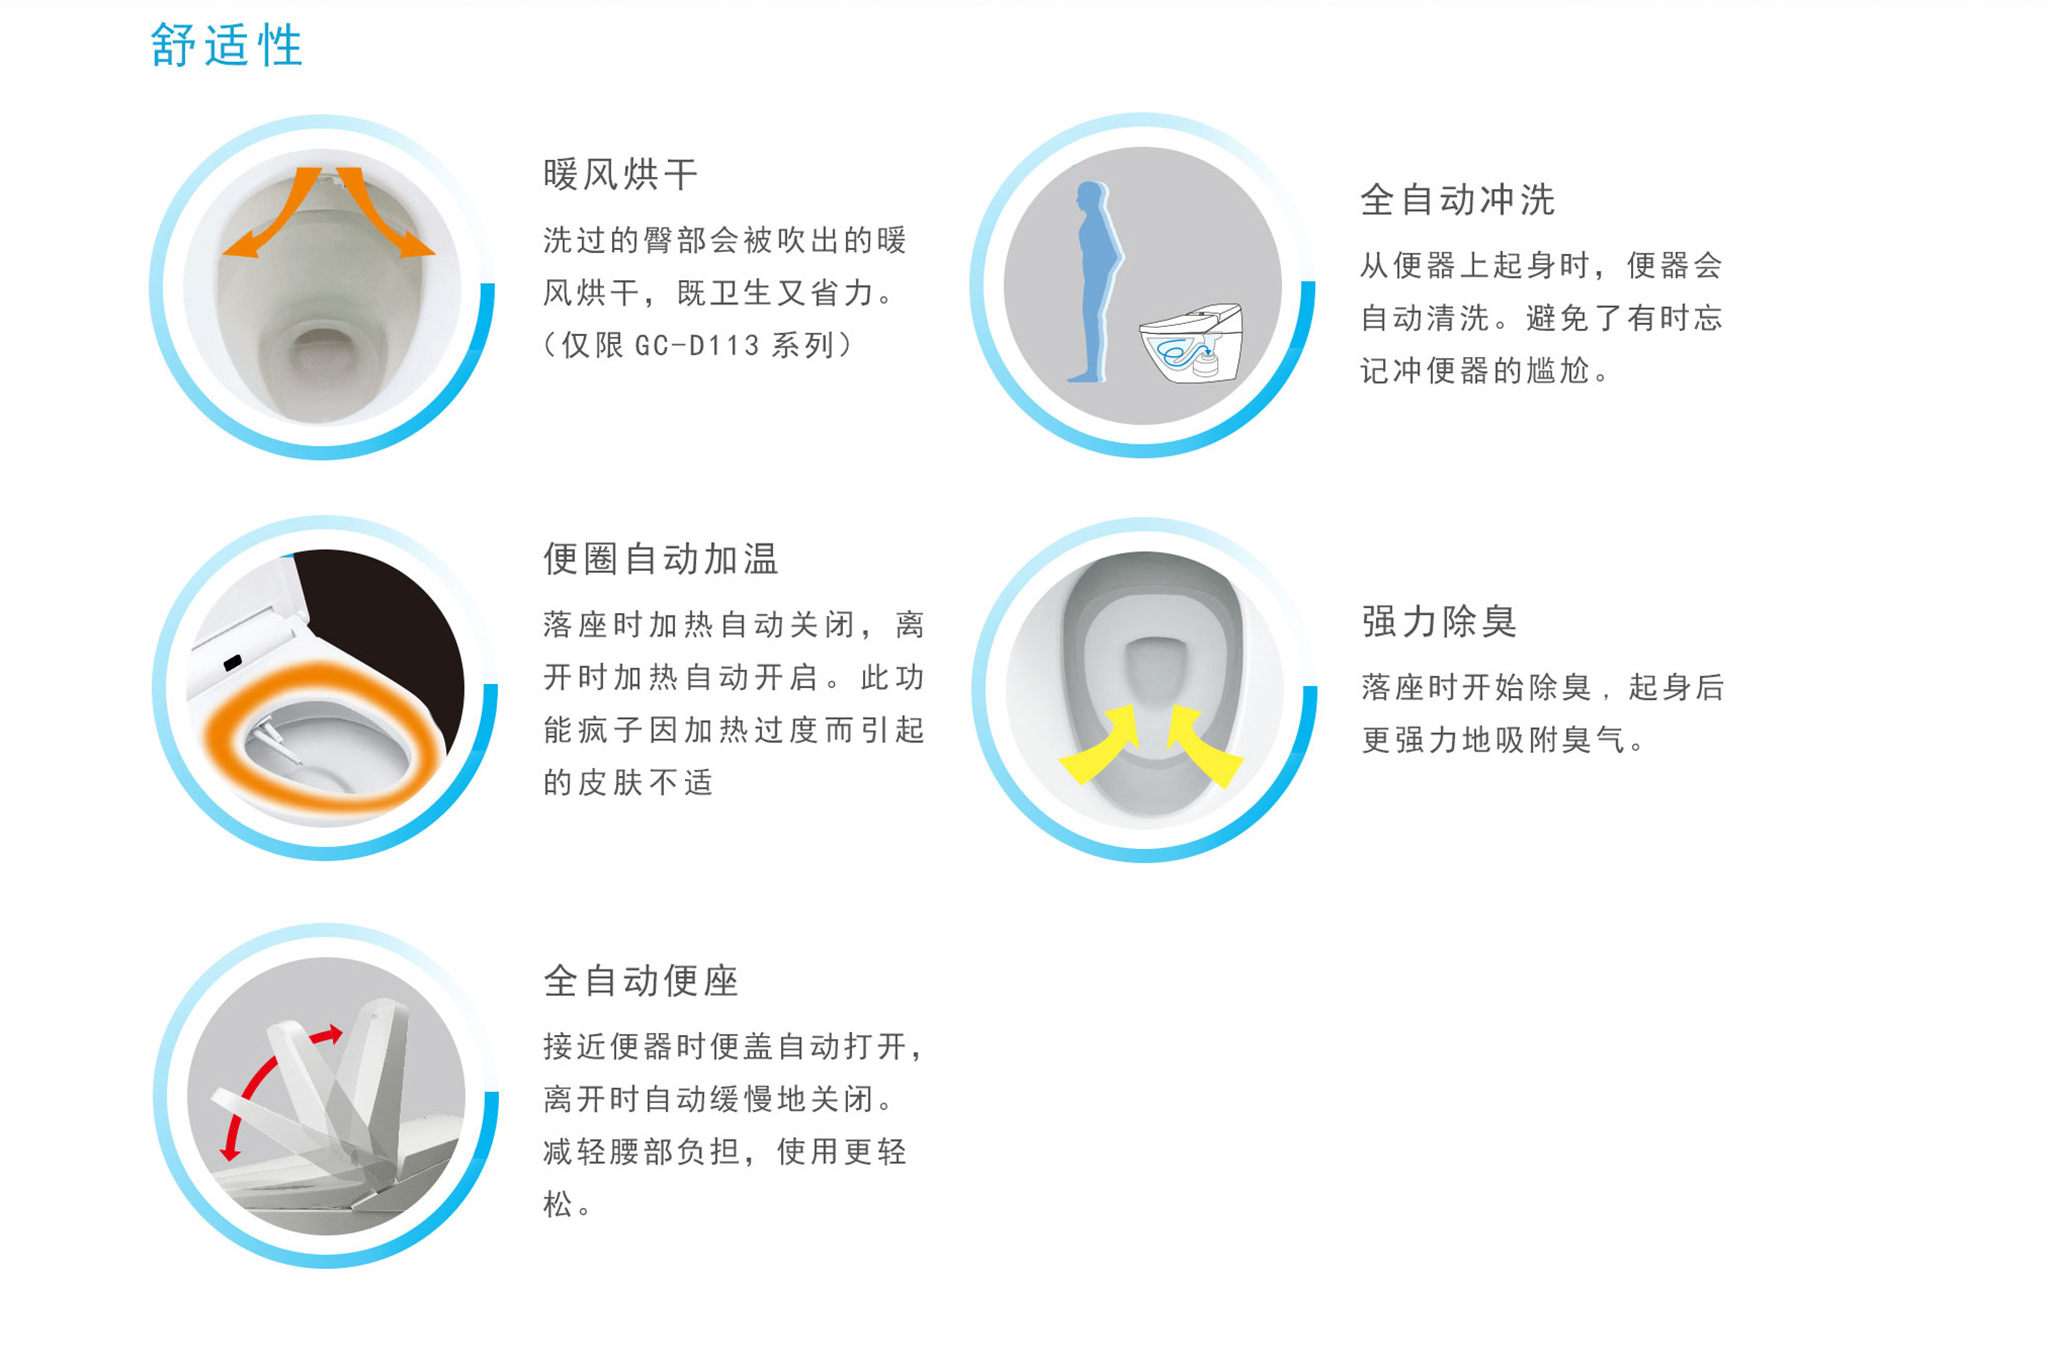 舒适性
暖风烘干
洗过的臀部会被吹出的暖
风烘干，既卫生又省力。
（仅限 GC-D113 系列）
全自动冲洗
从便器上起身时，便器会
自动清洗。避免了有时忘
记冲便器的尴尬。
便圈自动加温
落座时加热自动关闭，离
开时加热自动开启。此功
能疯子因加热过度而引起
的皮肤不适
强力除臭
落座时开始除臭，起身后
更强力地吸附臭气。
全自动便座
接近便器时便盖自动打开，
离开时自动缓慢地关闭。
减轻腰部负担，使用更轻
松。